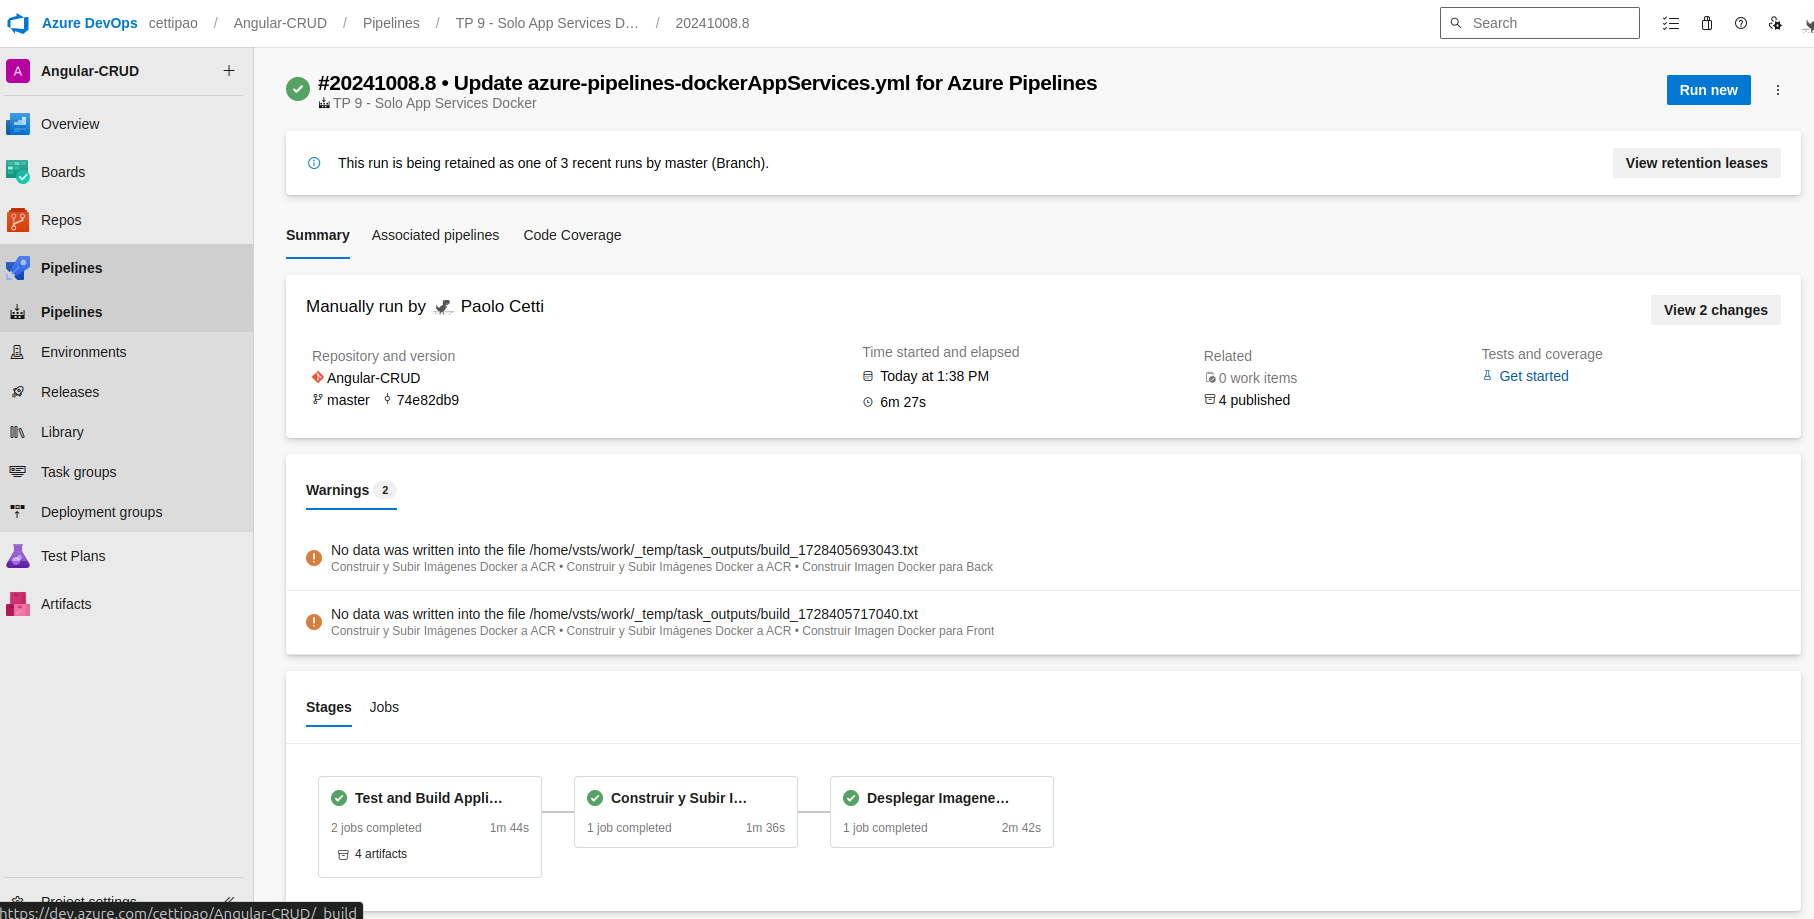 Azure DevOps cettipao / Angular-CRUD / Pipelines / TP 9 - Solo App Services D... / 20241008.8
Search
A Angular-CRUD +
Overview
Boards
Repos
Pipelines
Pipelines
Environments
Releases
Library
Task groups
Deployment groups
Test Plans
Artifacts
Project settings
https://dev.azure.com/cettipao/Angular-CRUD/_build
#20241008.8 • Update azure-pipelines-dockerAppServices.yml for Azure Pipelines
TP 9 - Solo App Services Docker
Run new
This run is being retained as one of 3 recent runs by master (Branch).
View retention leases
Summary Associated pipelines Code Coverage
Manually run by Paolo Cetti
View 2 changes
Repository and version
Angular-CRUD
master 74e82db9
Time started and elapsed
Today at 1:38 PM
6m 27s
Related
0 work items
4 published
Tests and coverage
Get started
Warnings 2
No data was written into the file /home/vsts/work/_temp/task_outputs/build_1728405693043.txt
Construir y Subir Imágenes Docker a ACR • Construir y Subir Imágenes Docker a ACR • Construir Imagen Docker para Back
No data was written into the file /home/vsts/work/_temp/task_outputs/build_1728405717040.txt
Construir y Subir Imágenes Docker a ACR • Construir y Subir Imágenes Docker a ACR • Construir Imagen Docker para Front
Stages Jobs
Test and Build Appli...
2 jobs completed 1m 44s
4 artifacts
Construir y Subir I...
1 job completed 1m 36s
Desplegar Imagene...
1 job completed 2m 42s